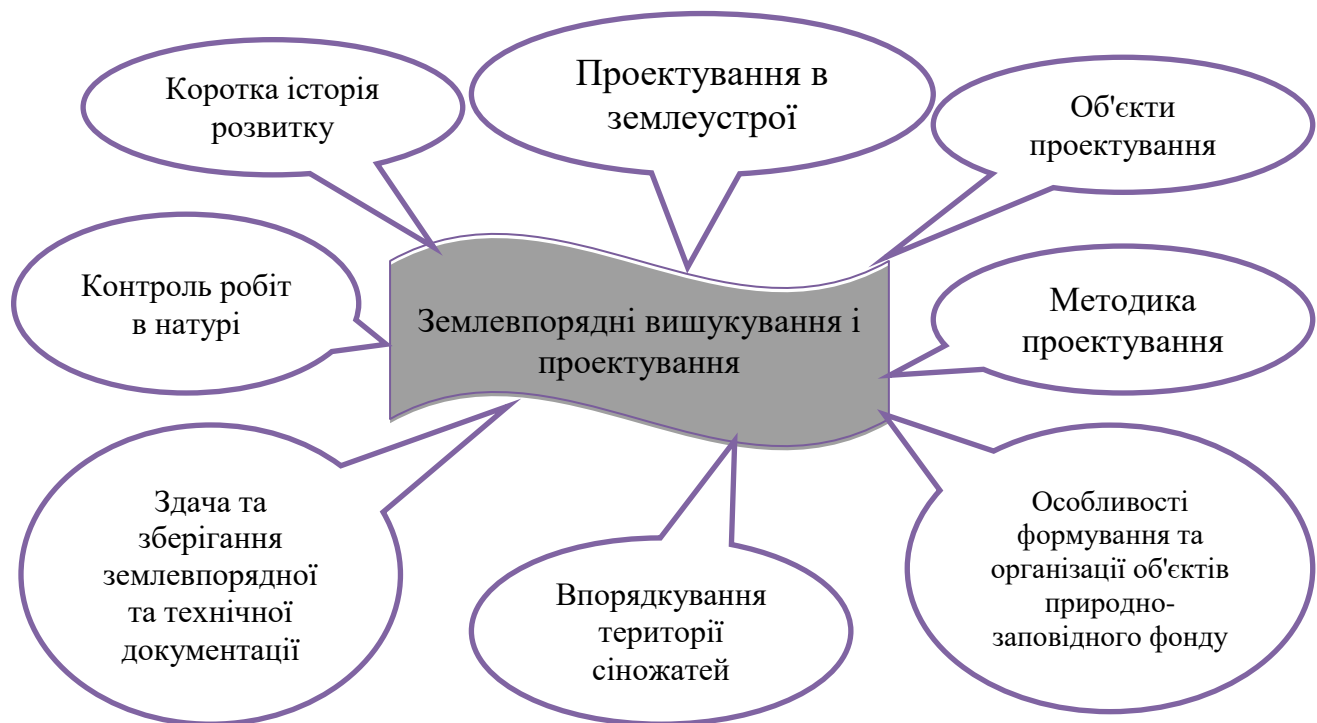 Коротка історія
розвитку
Проектування в
землеустрої
Об'єкти
проектування
Контроль робіт
в натурі
Землевпорядні вишукування і
проектування
Методика
проектування
Здача та
зберігання
землевпорядної
та технічної
документації
Впорядкування
території
сіножатей
Особливості
формування та
організації об'єктів
природно-
заповідного фонду